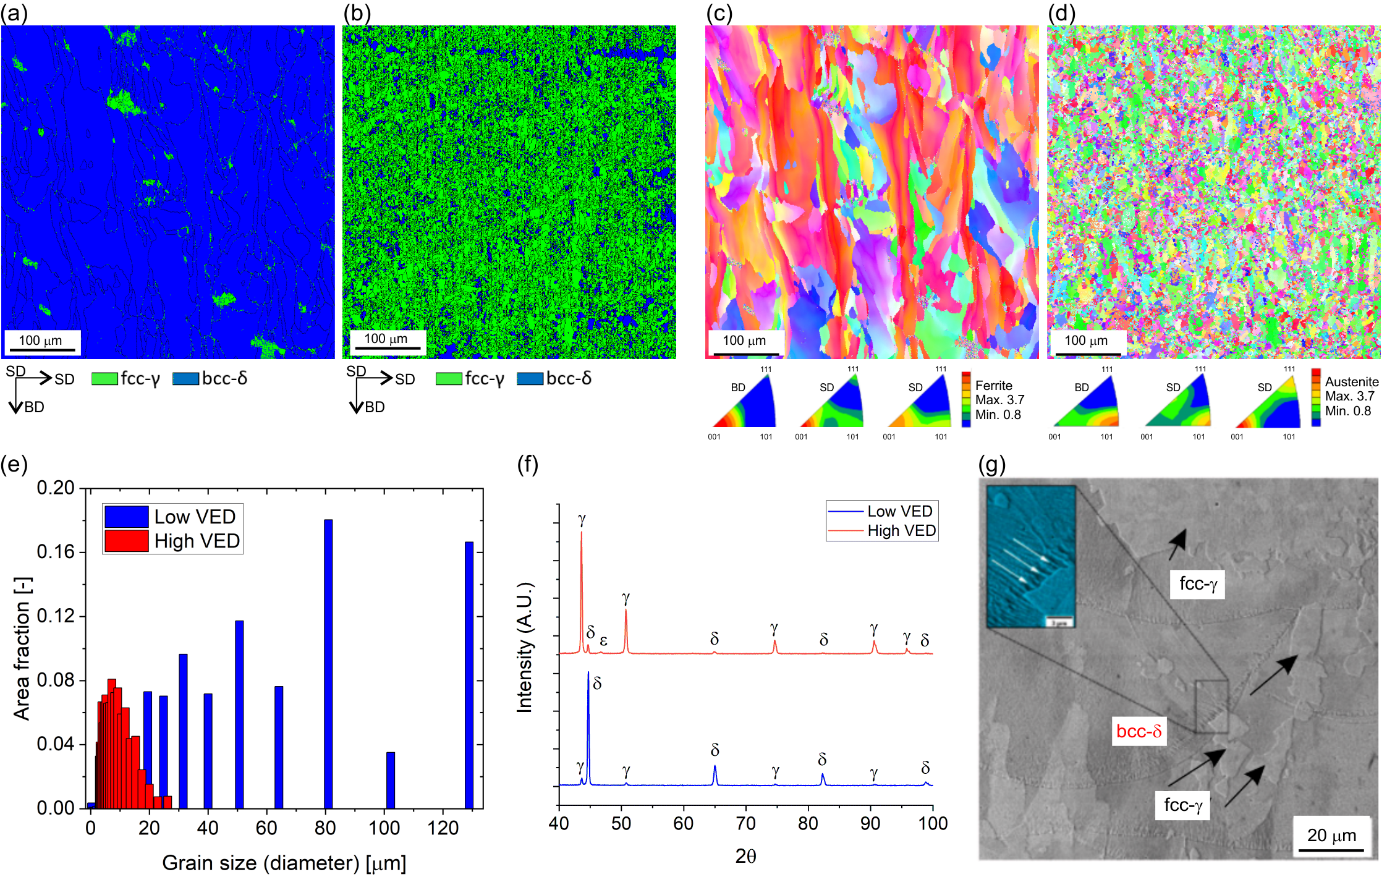 (a)
(b)
(c)
(d)
100 μm
100 μm
100 μm
100 μm
SD
SD
BD
fcc-γ
bcc-δ
SD
SD
BD
fcc-γ
bcc-δ
BD
111
001
101
SD
111
001
101
SD
111
001
101
Ferrite
Max. 3.7
Min. 0.8
BD
111
001
101
SD
111
001
101
SD
111
001
101
Austenite
Max. 3.7
Min. 0.8
(e)
0.20
0.16
0.12
0.08
0.04
0.00
Area fraction [-]
Low VED
High VED
0 20 40 60 80 100 120
Grain size (diameter) [μm]
(f)
Intensity (A.U.)
Low VED
High VED
γ
δ
ε
γ
δ
γ
δ
γ
γ
δ
γ
δ
γ
δ
γ
δ
γ
δ
40 50 60 70 80 90 100
2θ
(g)
fcc-γ
bcc-δ
fcc-γ
20 μm